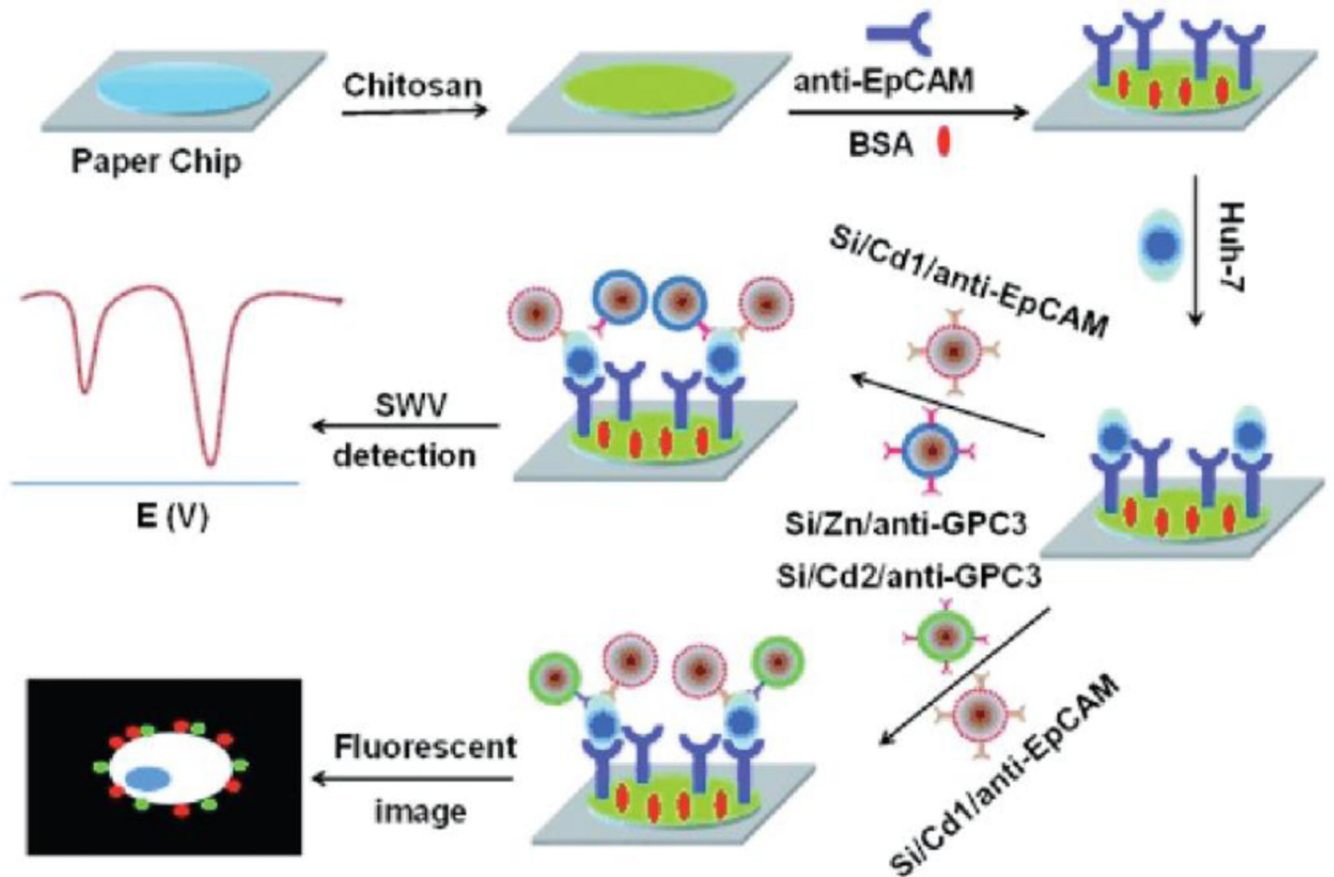 Paper Chip
Chitosan
anti-EpCAM
BSA
Huh-7
Si/Cd1/anti-EpCAM
Si/Zn/anti-GPC3
SWV
detection
E (V)
Si/Cd2/anti-GPC3
Si/Cd1/anti-EpCAM
Fluorescent
image